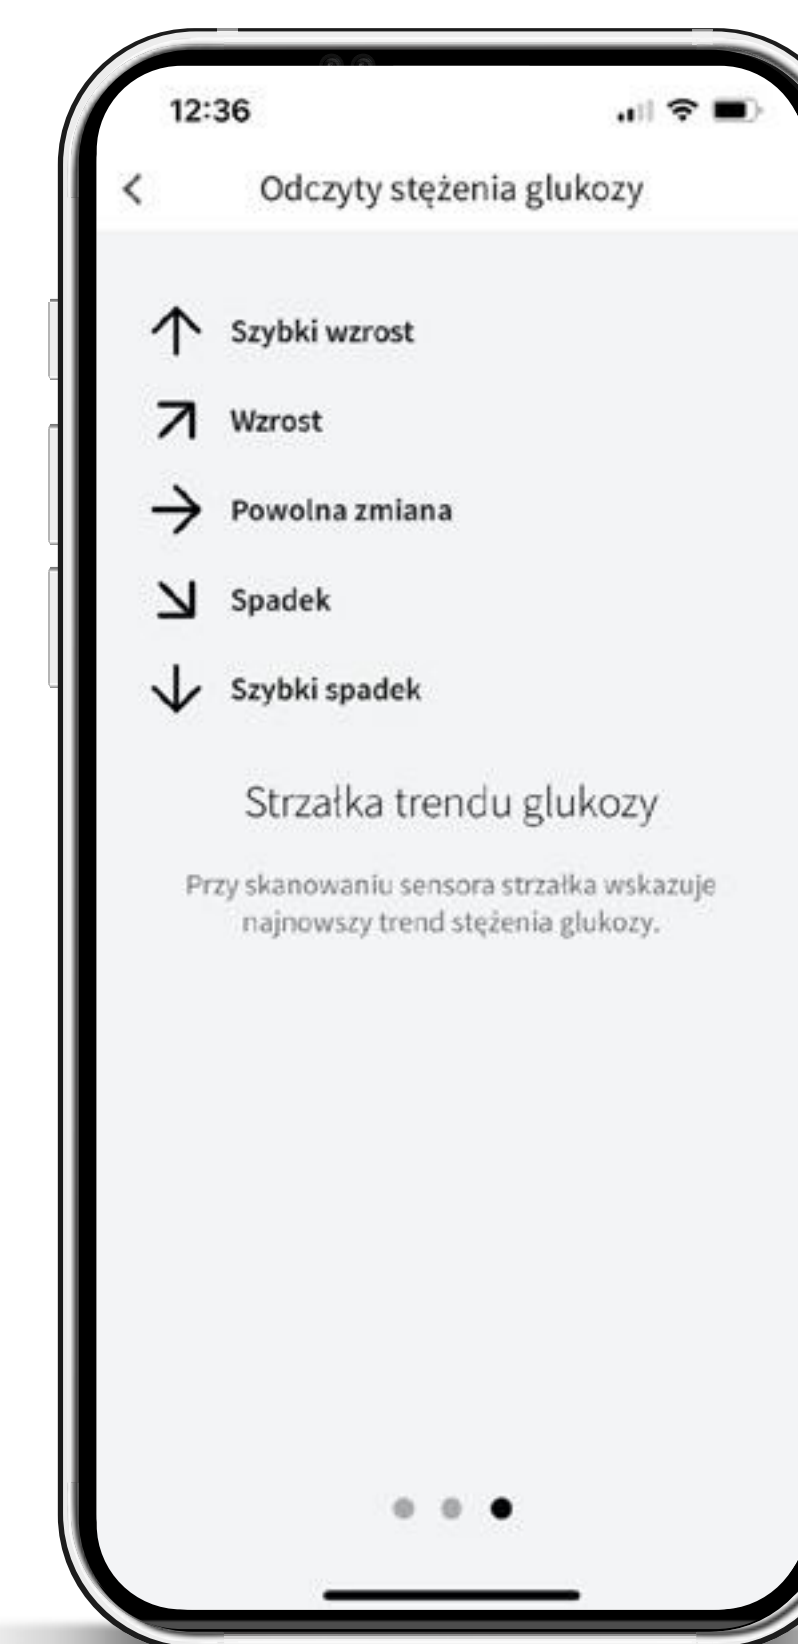 12:36
Odczyty stężenia glukozy
Szybki wzrost
Wzrost
Powolna zmiana
Spadek
Szybki spadek
Strzałka trendu glukozy
Przy skanowaniu sensora strzałka wskazuje
najnowszy trend stężenia glukozy.